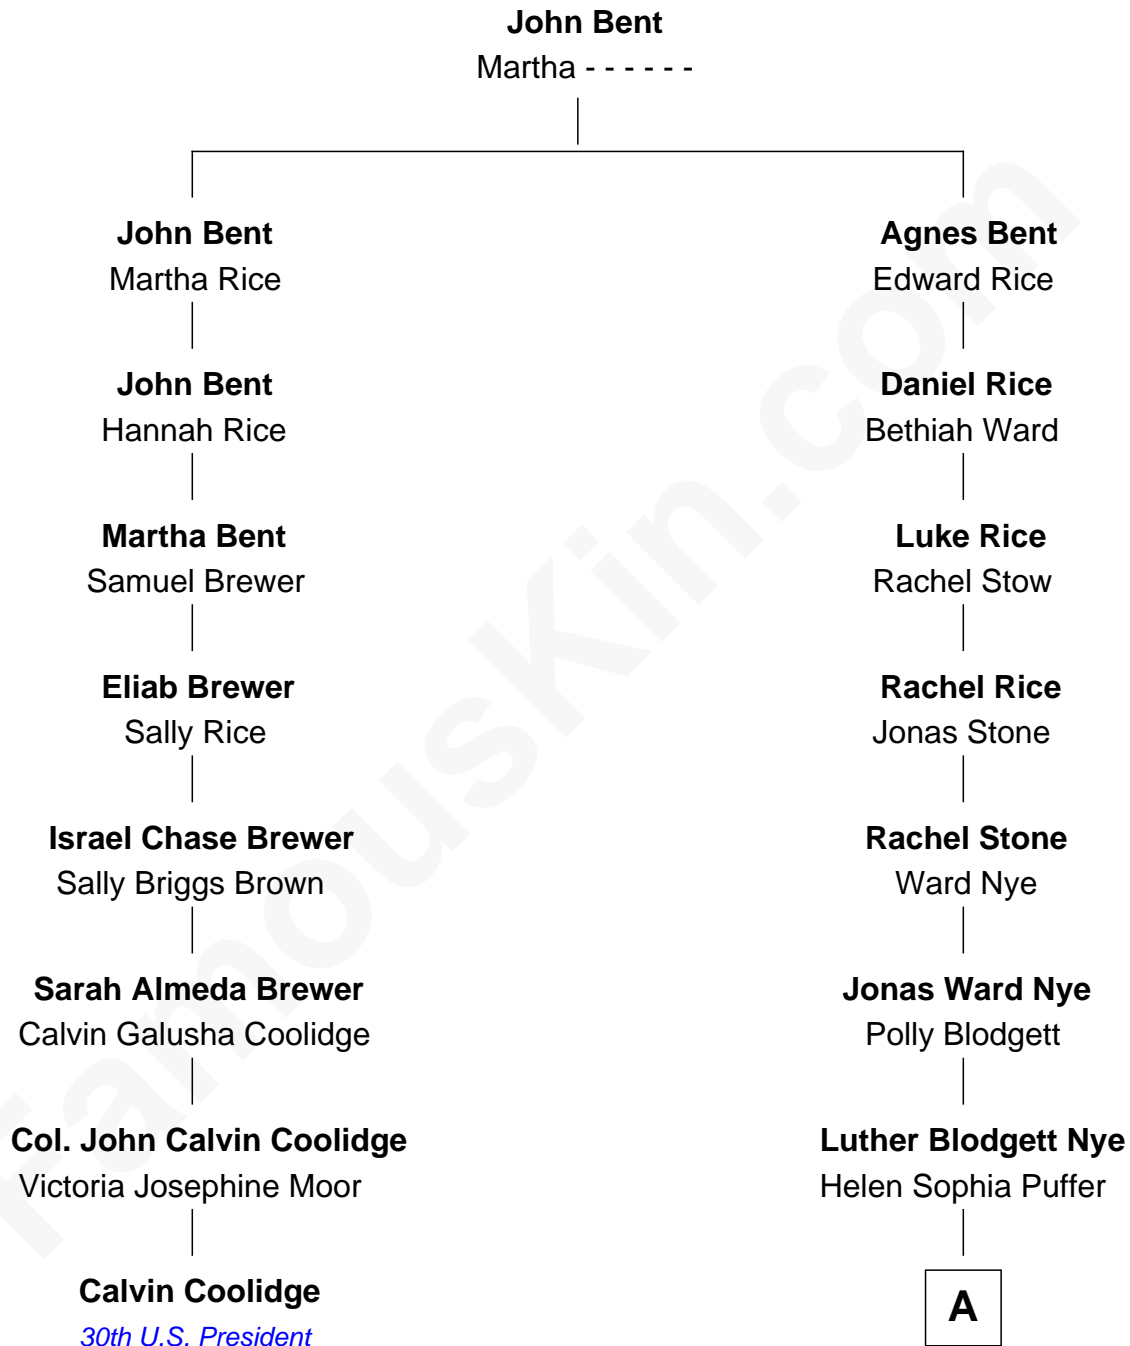 John Bent
Martha - - - - - -
John Bent
Martha Rice
Agnes Bent
Edward Rice
John Bent
Hannah Rice
Daniel Rice
Bethiah Ward
Martha Bent
Samuel Brewer
Luke Rice
Rachel Stow
Eliab Brewer
Sally Rice
Rachel Rice
Jonas Stone
Israel Chase Brewer
Sally Briggs Brown
Rachel Stone
Ward Nye
Sarah Almeda Brewer
Calvin Galusha Coolidge
Jonas Ward Nye
Polly Blodgett
Col. John Calvin Coolidge
Victoria Josephine Moor
Luther Blodgett Nye
Helen Sophia Puffer
Calvin Coolidge
30th U.S. President
A
FamousKin.com